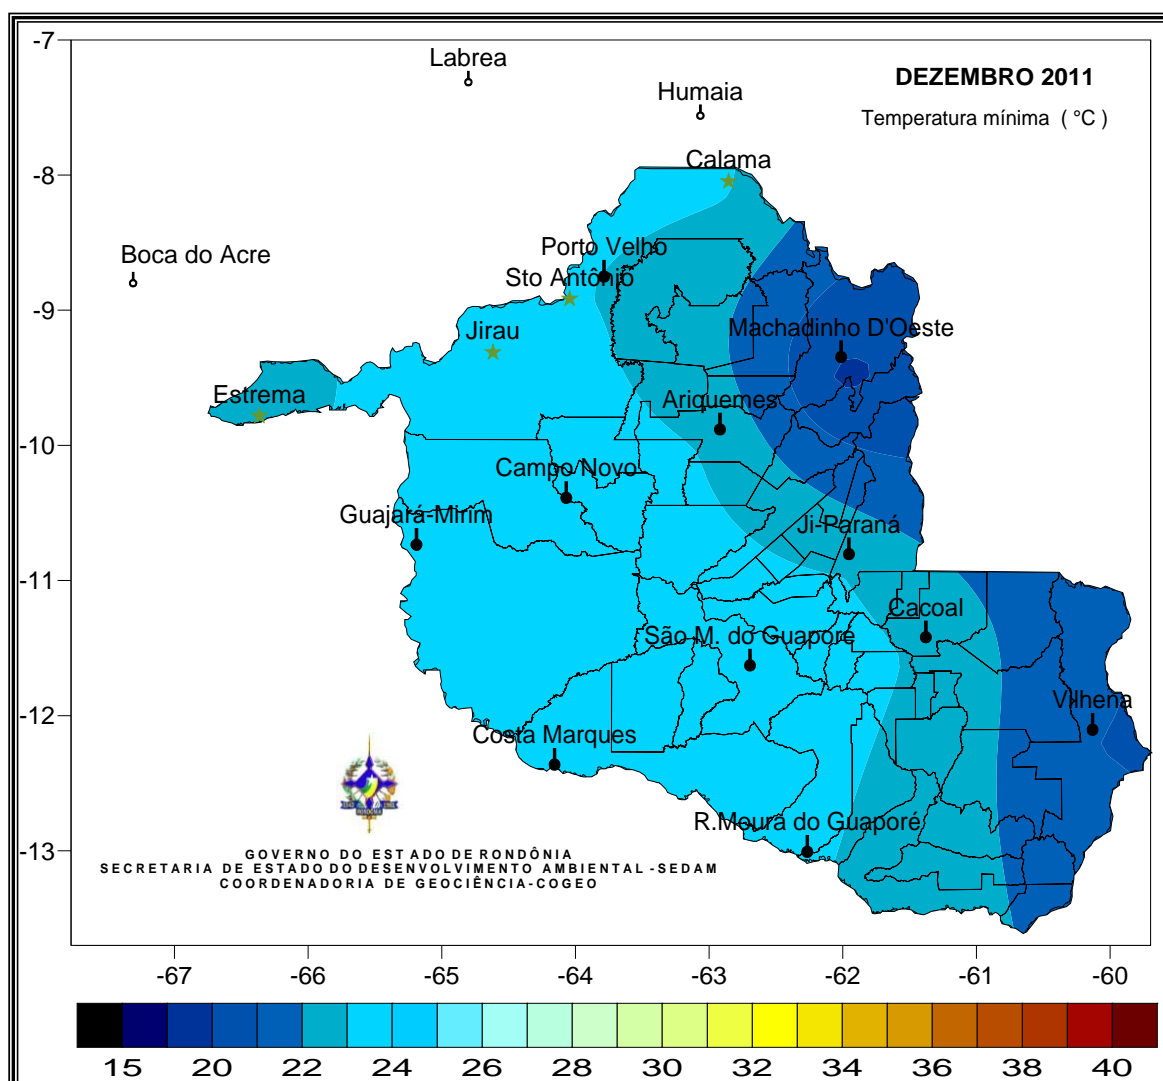 -7
Labrea
DEZEMBRO 2011
Humaia
Temperatura mínima ( °C )
Calama
-8
Porto Velho
Boca do Acre
Sto Antônio
-9
Jirau
Machadinho D'Oeste
Estrema
Ariquemes
-10
Campo Novo
Guajará-Mirim
Ji-Paraná
-11
Cacoal
São M. do Guaporé
Vilhena
-12
Costa Marques
R.Moura do Guaporé
-13
GOVERNO DO ESTADO DE RONDÔNIA
SECRETARIA DE ESTADO DO DESENVOLVIMENTO AMBIENTAL -SEDAM
COORDENADORIA DE GEOCIÊNCIA-COGEO
-67 -66 -65 -64 -63 -62 -61 -60
15 20 22 24 26 28 30 32 34 36 38 40